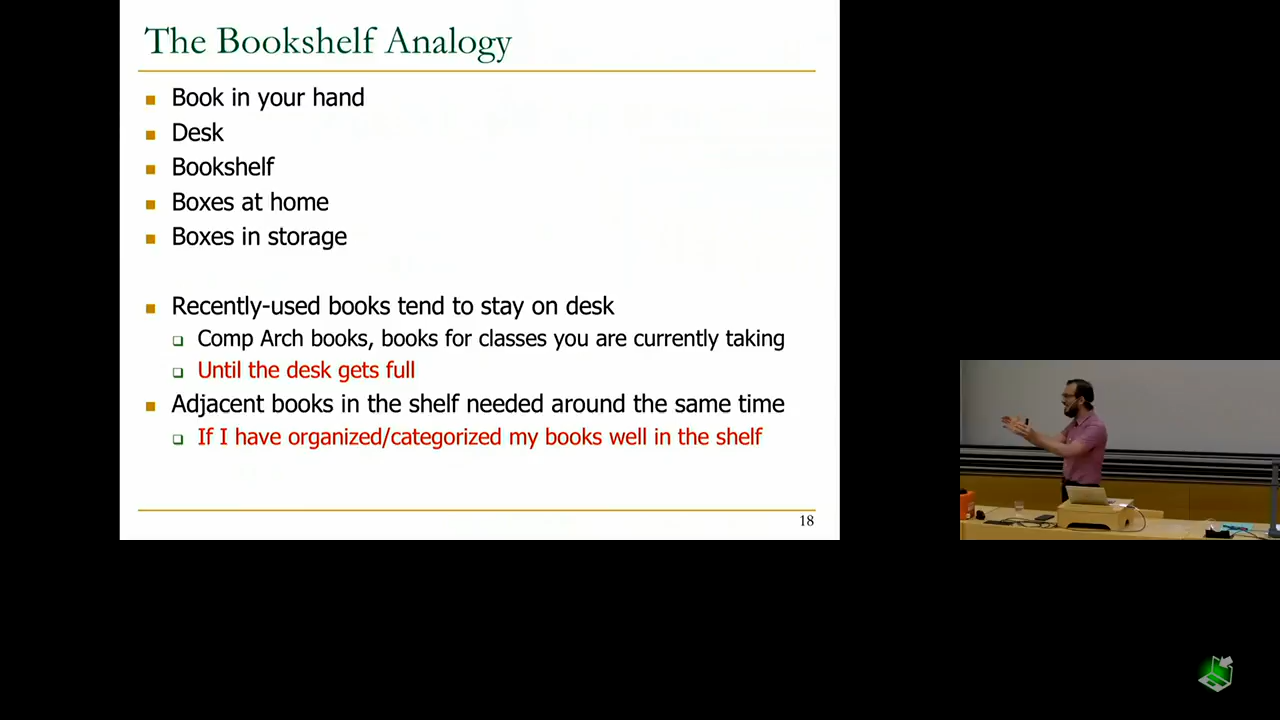 The Bookshelf Analogy
Book in your hand
Desk
Bookshelf
Boxes at home
Boxes in storage
Recently-used books tend to stay on desk
Comp Arch books, books for classes you are currently taking
Until the desk gets full
Adjacent books in the shelf needed around the same time
If I have organized/categorized my books well in the shelf
18